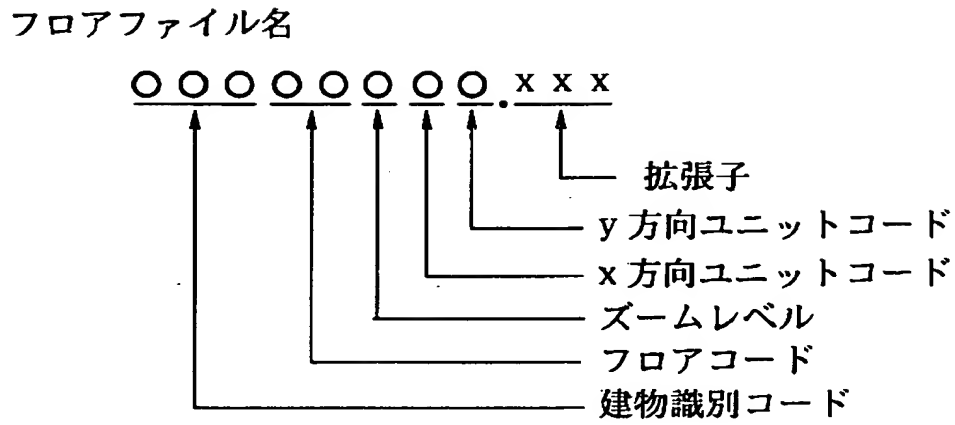 フロアファイル名
○○○○○○○○.xxx
拡張子
y方向ユニットコード
x方向ユニットコード
ズームレベル
フロアコード
建物識別コード